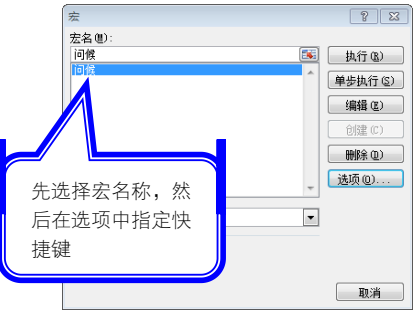 宏
宏名(M):
问候
执行(R)
问候
单步执行(S)
编辑(E)
创建(C)
删除(D)
选项(O)...
先选择宏名称，然
后在选项中指定快
捷键
取消